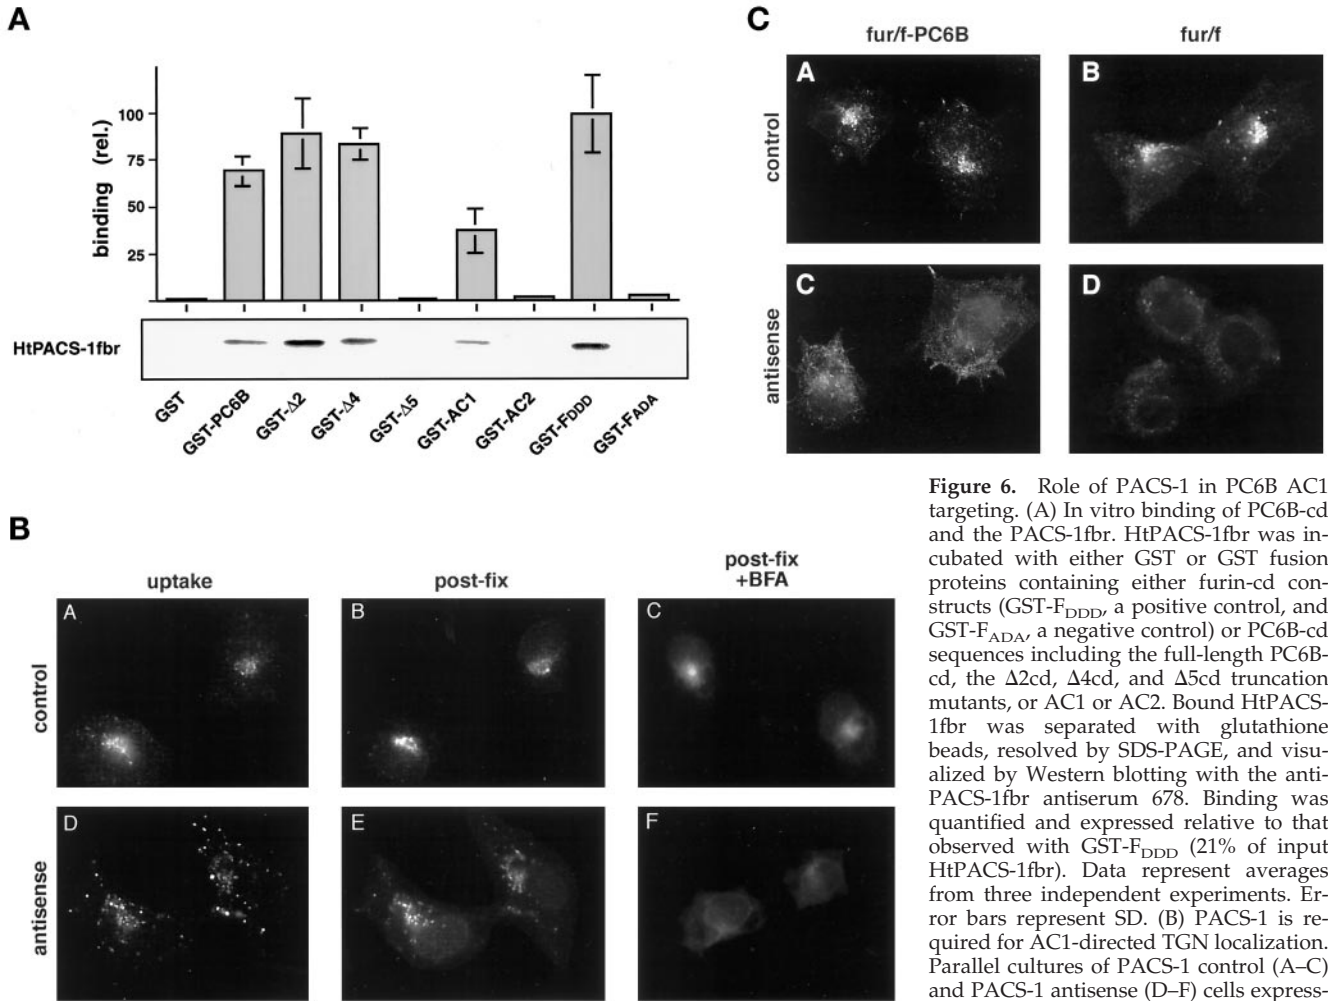 A
binding (rel.)
100
75
50
25
HtPACS-1fbr
GST
GST-PC6B
GST-Δ2
GST-Δ4
GST-Δ5
GST-AC1
GST-AC2
GST-FDDD
GST-FADA
B
uptake
post-fix
post-fix
+BFA
control
A
B
C
antisense
D
E
F
C
fur/f-PC6B
fur/f
control
A
B
antisense
C
D
Figure 6. Role of PACS-1 in PC6B AC1
targeting. (A) In vitro binding of PC6B-cd
and the PACS-1fbr. HtPACS-1fbr was in-
cubated with either GST or GST fusion
proteins containing either furin-cd con-
structs (GST-FDDD, a positive control, and
GST-FADA, a negative control) or PC6B-cd
sequences including the full-length PC6B-
cd, the Δ2cd, Δ4cd, and Δ5cd truncation
mutants, or AC1 or AC2. Bound HtPACS-
1fbr was separated with glutathione
beads, resolved by SDS-PAGE, and visu-
alized by Western blotting with the anti-
PACS-1fbr antiserum 678. Binding was
quantified and expressed relative to that
observed with GST-FDDD (21% of input
HtPACS-1fbr). Data represent averages
from three independent experiments. Er-
ror bars represent SD. (B) PACS-1 is re-
quired for AC1-directed TGN localization.
Parallel cultures of PACS-1 control (A–C)
and PACS-1 antisense (D–F) cells express-